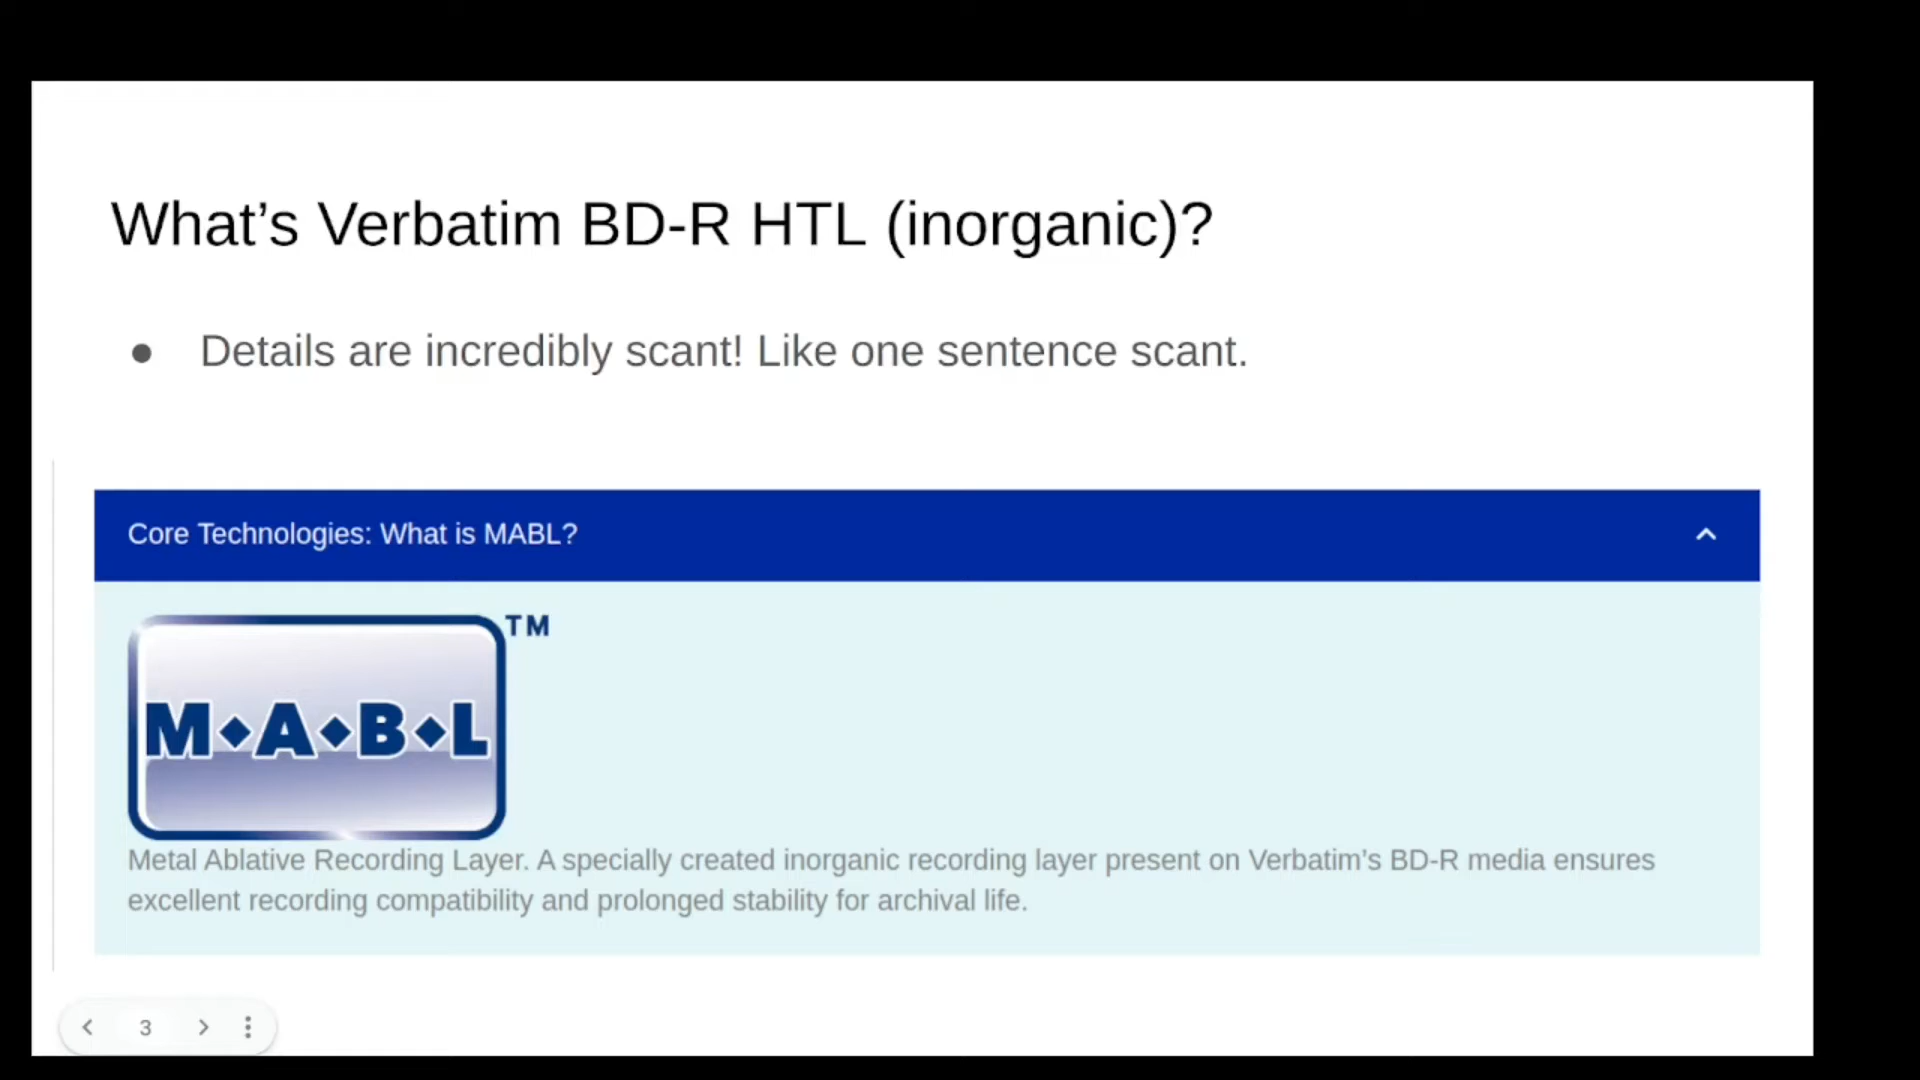 What’s Verbatim BD-R HTL (inorganic)?
● Details are incredibly scant! Like one sentence scant.
Core Technologies: What is MABL?
M◆A◆B◆L TM
Metal Ablative Recording Layer. A specially created inorganic recording layer present on Verbatim’s BD-R media ensures
excellent recording compatibility and prolonged stability for archival life.
3